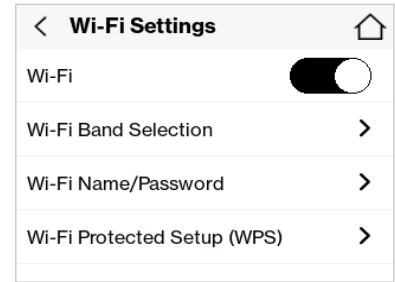 Wi-Fi Settings
Wi-Fi
Wi-Fi Band Selection
Wi-Fi Name/Password
Wi-Fi Protected Setup (WPS)